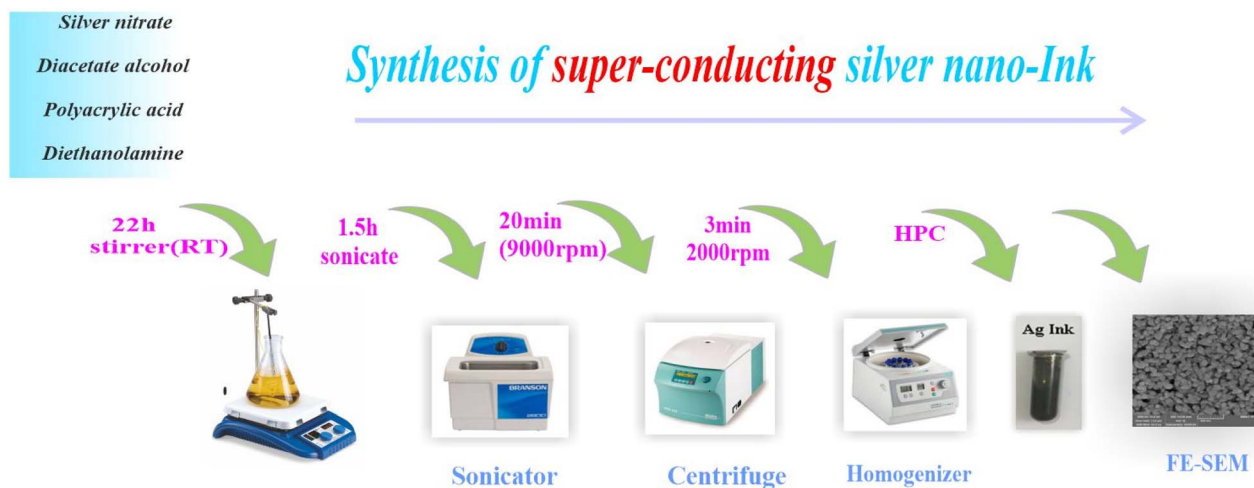 Silver nitrate
Diacetate alcohol
Polyacrylic acid
Diethanolamine
Synthesis of super-conducting silver nano-Ink
22h
stirrer(RT)
1.5h
sonicate
20min
(9000rpm)
3min
2000rpm
HPC
BRANSON
Ag Ink
Sonicator
Centrifuge
Homogenizer
FE-SEM